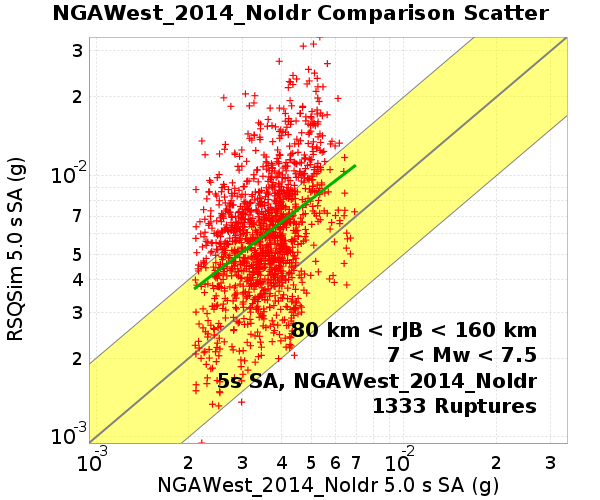 NGAWest_2014_NoIdr Comparison Scatter
RSQSim 5.0 s SA (g)
3
2
10-2
7
5
4
3
2
10-3
80 km < rJB < 160 km
7 < Mw < 7.5
5s SA, NGAWest_2014_NoIdr
1333 Ruptures
10-3 2 3 4 5 6 7 10-2 2 3
NGAWest_2014_NoIdr 5.0 s SA (g)